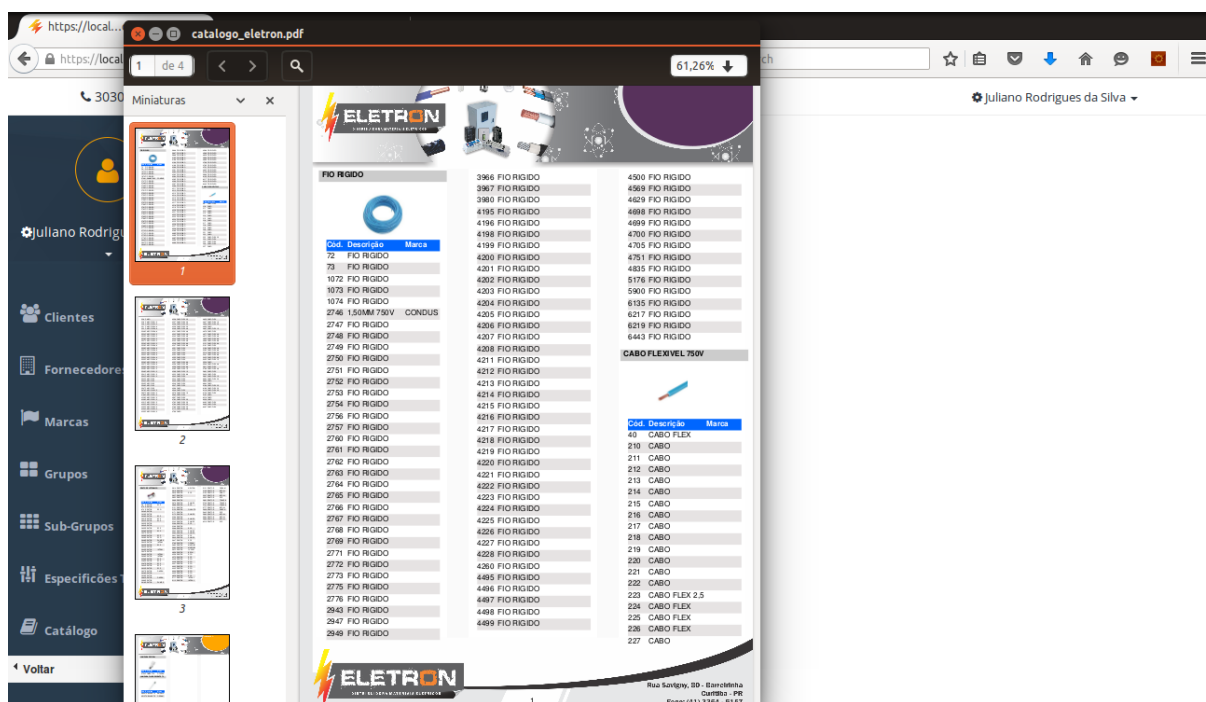 https://local...
catalogo_eletron.pdf
https://local
1 de 4
61,26%
ch
3030
Miniaturas
Juliano Rodrigues da Silva
Juliano Rodrigu
Clientes
Fornecedores
Marcas
Grupos
Sub-Grupos
Especificões T
Catálogo
Voltar
1
2
3
ELETRON
FIO RIGIDO
Cód. Descrição Marca
72 FIO RIGIDO
73 FIO RIGIDO
1072 FIO RIGIDO
1073 FIO RIGIDO
1074 FIO RIGIDO
2746 1,50MM 750V CONDUS
2747 FIO RIGIDO
2748 FIO RIGIDO
2749 FIO RIGIDO
2750 FIO RIGIDO
2751 FIO RIGIDO
2752 FIO RIGIDO
2753 FIO RIGIDO
2754 FIO RIGIDO
2756 FIO RIGIDO
2757 FIO RIGIDO
2760 FIO RIGIDO
2761 FIO RIGIDO
2762 FIO RIGIDO
2763 FIO RIGIDO
2764 FIO RIGIDO
2765 FIO RIGIDO
2766 FIO RIGIDO
2767 FIO RIGIDO
2768 FIO RIGIDO
2769 FIO RIGIDO
2771 FIO RIGIDO
2772 FIO RIGIDO
2773 FIO RIGIDO
2775 FIO RIGIDO
2776 FIO RIGIDO
2943 FIO RIGIDO
2947 FIO RIGIDO
2949 FIO RIGIDO
3966 FIO RIGIDO
3967 FIO RIGIDO
3980 FIO RIGIDO
4195 FIO RIGIDO
4196 FIO RIGIDO
4198 FIO RIGIDO
4199 FIO RIGIDO
4200 FIO RIGIDO
4201 FIO RIGIDO
4202 FIO RIGIDO
4203 FIO RIGIDO
4204 FIO RIGIDO
4205 FIO RIGIDO
4206 FIO RIGIDO
4207 FIO RIGIDO
4208 FIO RIGIDO
4211 FIO RIGIDO
4212 FIO RIGIDO
4213 FIO RIGIDO
4214 FIO RIGIDO
4215 FIO RIGIDO
4216 FIO RIGIDO
4217 FIO RIGIDO
4218 FIO RIGIDO
4219 FIO RIGIDO
4220 FIO RIGIDO
4221 FIO RIGIDO
4222 FIO RIGIDO
4223 FIO RIGIDO
4224 FIO RIGIDO
4225 FIO RIGIDO
4226 FIO RIGIDO
4227 FIO RIGIDO
4228 FIO RIGIDO
4260 FIO RIGIDO
4495 FIO RIGIDO
4496 FIO RIGIDO
4497 FIO RIGIDO
4498 FIO RIGIDO
4499 FIO RIGIDO
4500 FIO RIGIDO
4569 FIO RIGIDO
4629 FIO RIGIDO
4698 FIO RIGIDO
4699 FIO RIGIDO
4700 FIO RIGIDO
4705 FIO RIGIDO
4751 FIO RIGIDO
4835 FIO RIGIDO
5176 FIO RIGIDO
5900 FIO RIGIDO
6135 FIO RIGIDO
6217 FIO RIGIDO
6219 FIO RIGIDO
6443 FIO RIGIDO
CABO FLEXIVEL 750V
Cód. Descrição Marca
40 CABO FLEX
210 CABO
211 CABO
212 CABO
213 CABO
214 CABO
215 CABO
216 CABO
217 CABO
218 CABO
219 CABO
220 CABO
221 CABO
222 CABO
223 CABO FLEX 2,5
224 CABO FLEX
225 CABO FLEX
226 CABO FLEX
227 CABO
ELETRON
Rua Savigny, 80 - Barreirinha
Curitiba - PR